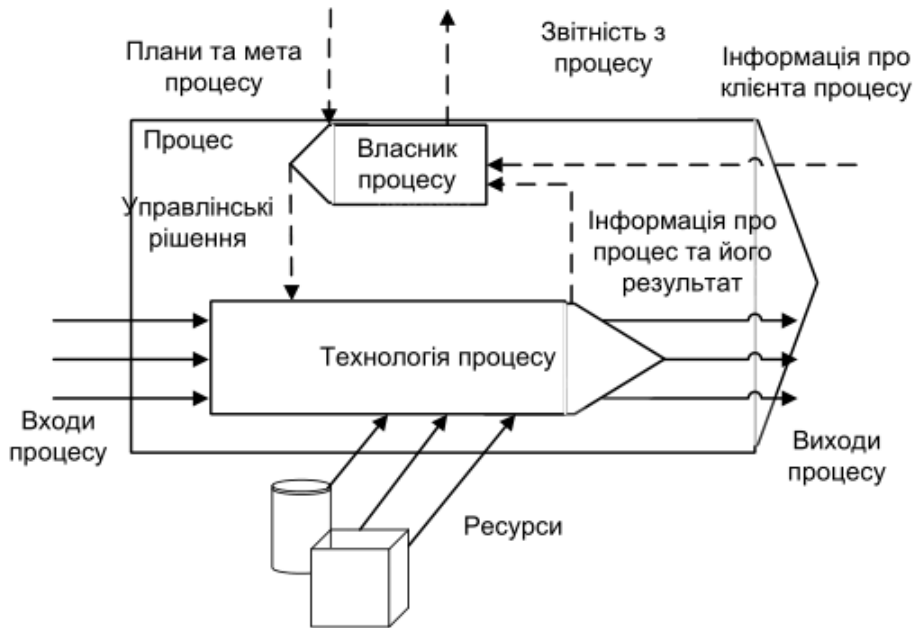 Плани та мета
процесу
Звітність з
процесу
Інформація про
клієнта процесу
Процес
Власник
процесу
Управлінські
рішення
Інформація про
процес та його
результат
Технологія процесу
Входи
процесу
Виходи
процесу
Ресурси